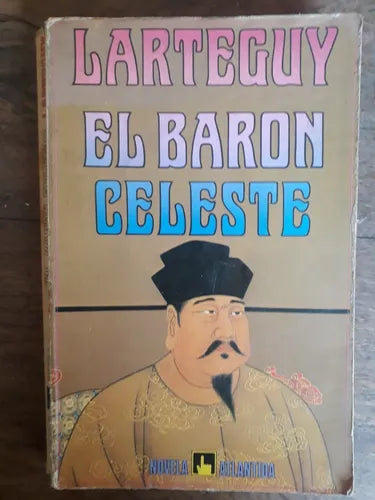 LARTEGUY
EL BARON
CELESTE
NOVELA ATLANTIDA